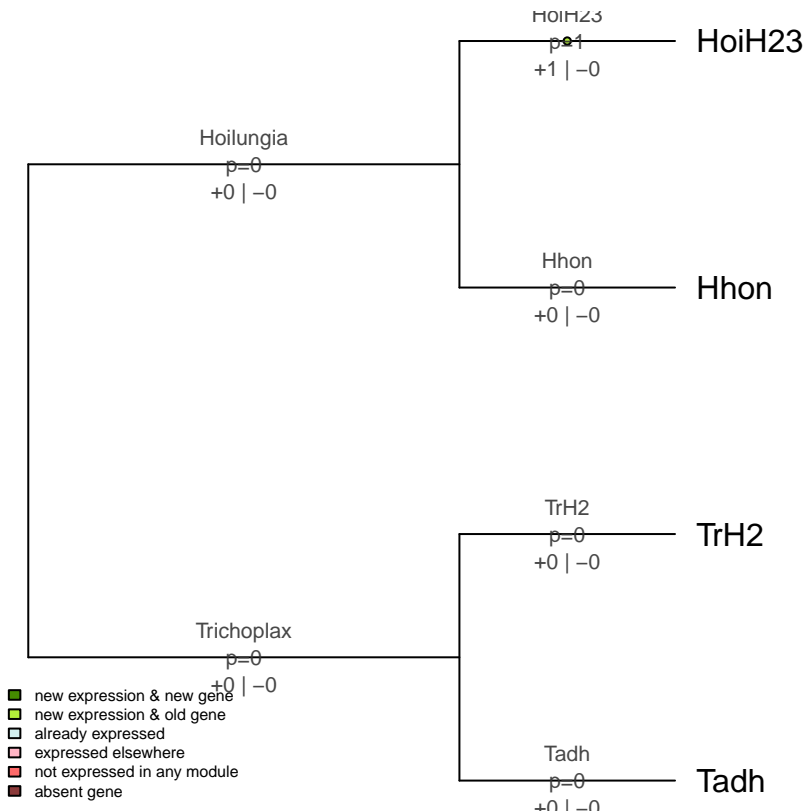 HoiH23
p=1
+1 | −0
HoiH23
Hoilungia
p=0
+0 | −0
Hhon
p=0
+0 | −0
Hhon
TrH2
p=0
+0 | −0
TrH2
Trichoplax
p=0
+0 | −0
new expression & new gene
new expression & old gene
already expressed
expressed elsewhere
not expressed in any module
absent gene
Tadh
p=0
+0 | −0
Tadh